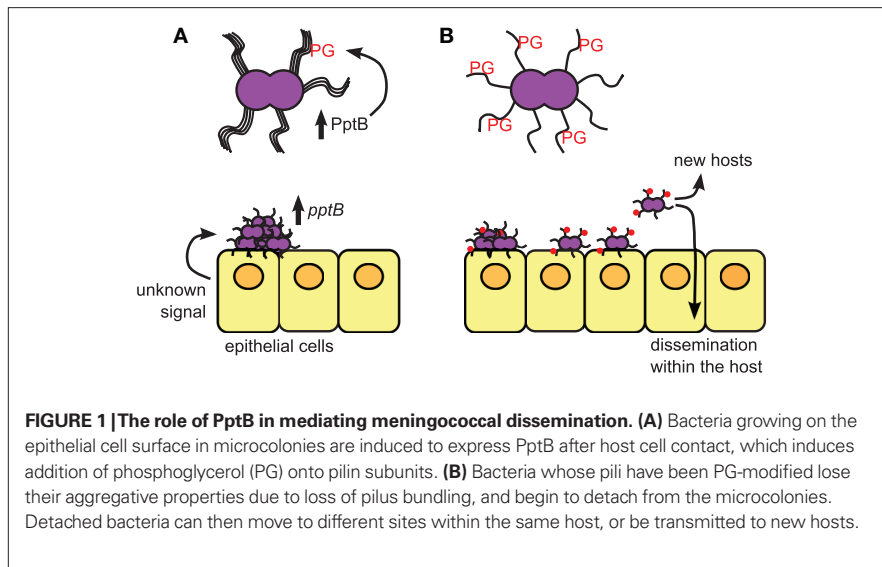 A
B
PG
PptB
PG
PG
PG
PG
PG
new hosts
pptB
unknown
signal
epithelial cells
dissemination
within the host
FIGURE 1 | The role of PptB in mediating meningococcal dissemination. (A) Bacteria growing on the
epithelial cell surface in microcolonies are induced to express PptB after host cell contact, which induces
addition of phosphoglycerol (PG) onto pilin subunits. (B) Bacteria whose pili have been PG-modified lose
their aggregative properties due to loss of pilus bundling, and begin to detach from the microcolonies.
Detached bacteria can then move to different sites within the same host, or be transmitted to new hosts.